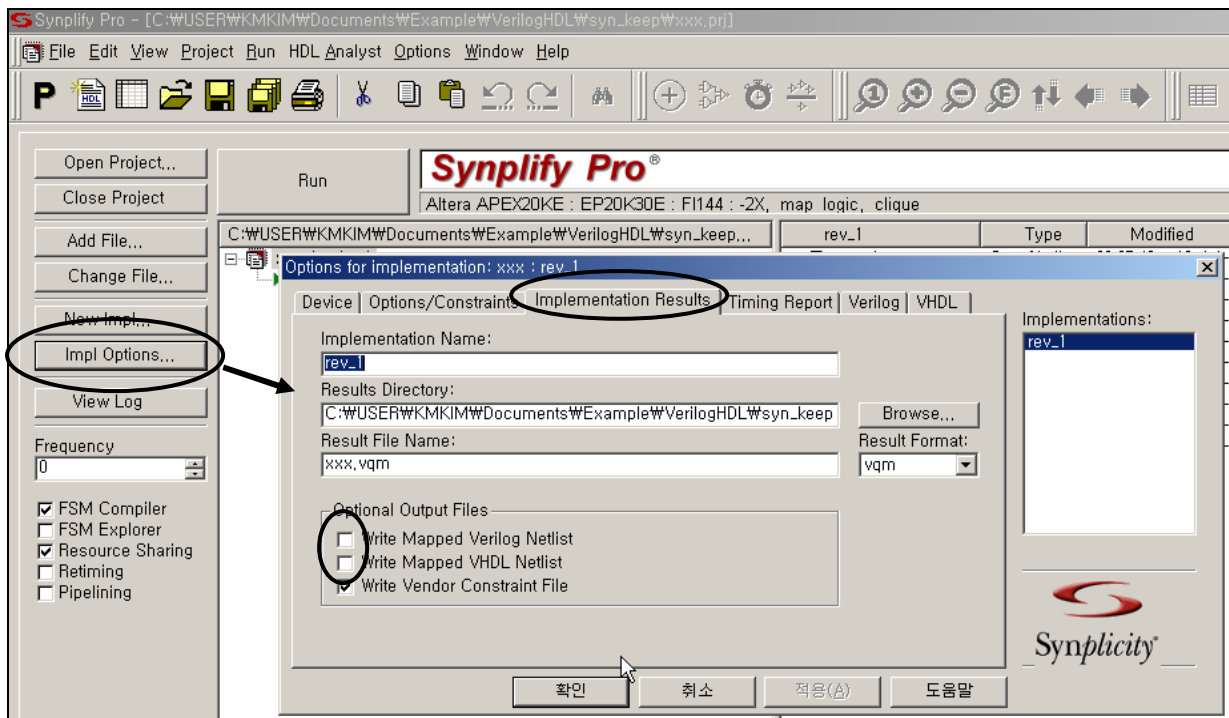 Synplify Pro - [C:₩USER₩KMKIM₩Documents₩Example₩VerilogHDL₩syn_keep₩xxx.prj]
File Edit View Project Run HDL Analyst Options Window Help
P HDL
Open Project...
Close Project
Run
Synplify Pro®
Altera APEX20KE : EP20K30E : FI144 : -2X, map logic, clique
Add File...
Change File...
New Impl...
Impl Options...
View Log
C:₩USER₩KMKIM₩Documents₩Example₩VerilogHDL₩syn_keep... rev_1 Type Modified
Options for implementation: xxx : rev_1
Device Options/Constraints Implementation Results Timing Report Verilog VHDL
Implementation Name:
rev_1
Results Directory:
C:₩USER₩KMKIM₩Documents₩Example₩VerilogHDL₩syn_keep Browse...
Result File Name: Result Format:
xxx.vqm vqm
Optional Output Files
Write Mapped Verilog Netlist
Write Mapped VHDL Netlist
Write Vendor Constraint File
Implementations:
rev_1
Synplicity
Frequency
0
FSM Compiler
FSM Explorer
Resource Sharing
Retiming
Pipelining
확인 취소 적용(A) 도움말